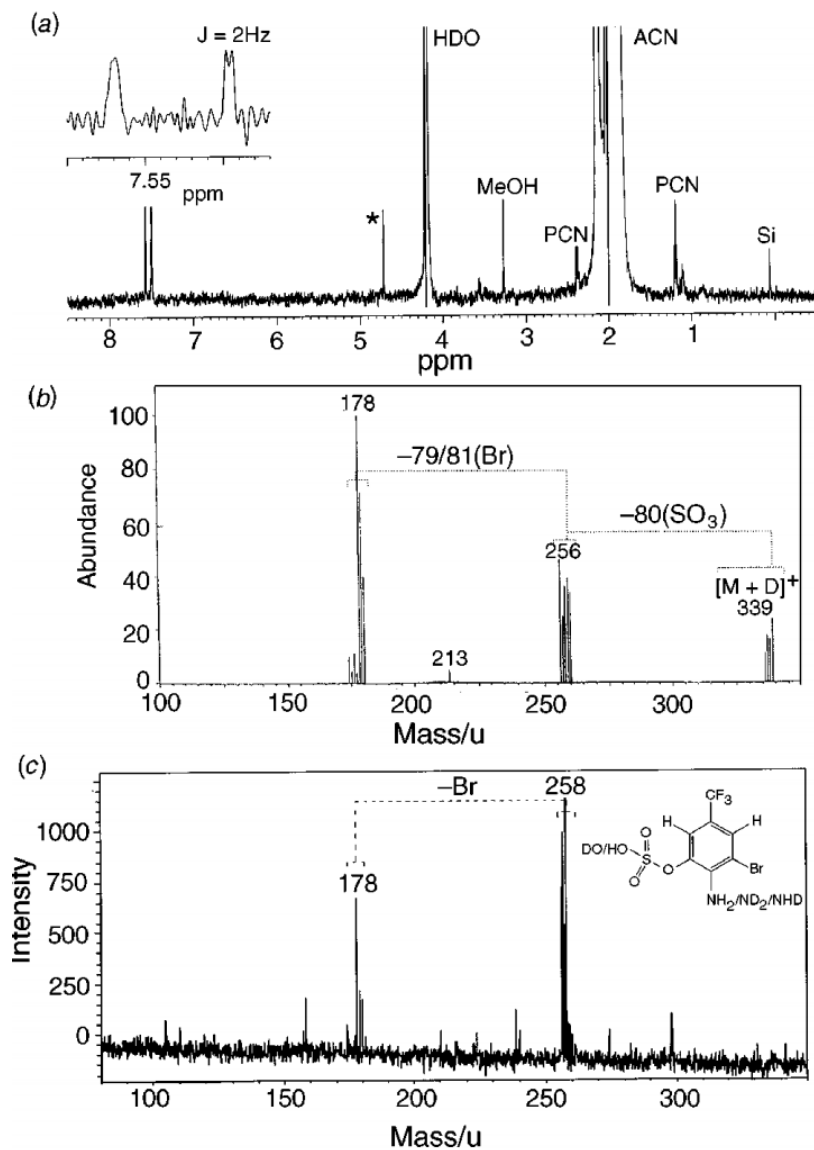 (a)
J = 2Hz
HDO
ACN
7.55
ppm
*
MeOH
PCN
PCN
Si
8 7 6 5 4 3 2 1
ppm
(b)
178
100
80
60
40
20
0
Abundance
–79/81(Br)
–80(SO3)
256
[M + D]+
339
213
100 150 200 250 300
Mass/u
(c)
–Br
258
178
1000
750
500
250
0
Intensity
CF3
H
H
DO/HO
O
S
O
O
Br
NH2/ND2/NHD
100 150 200 250 300
Mass/u